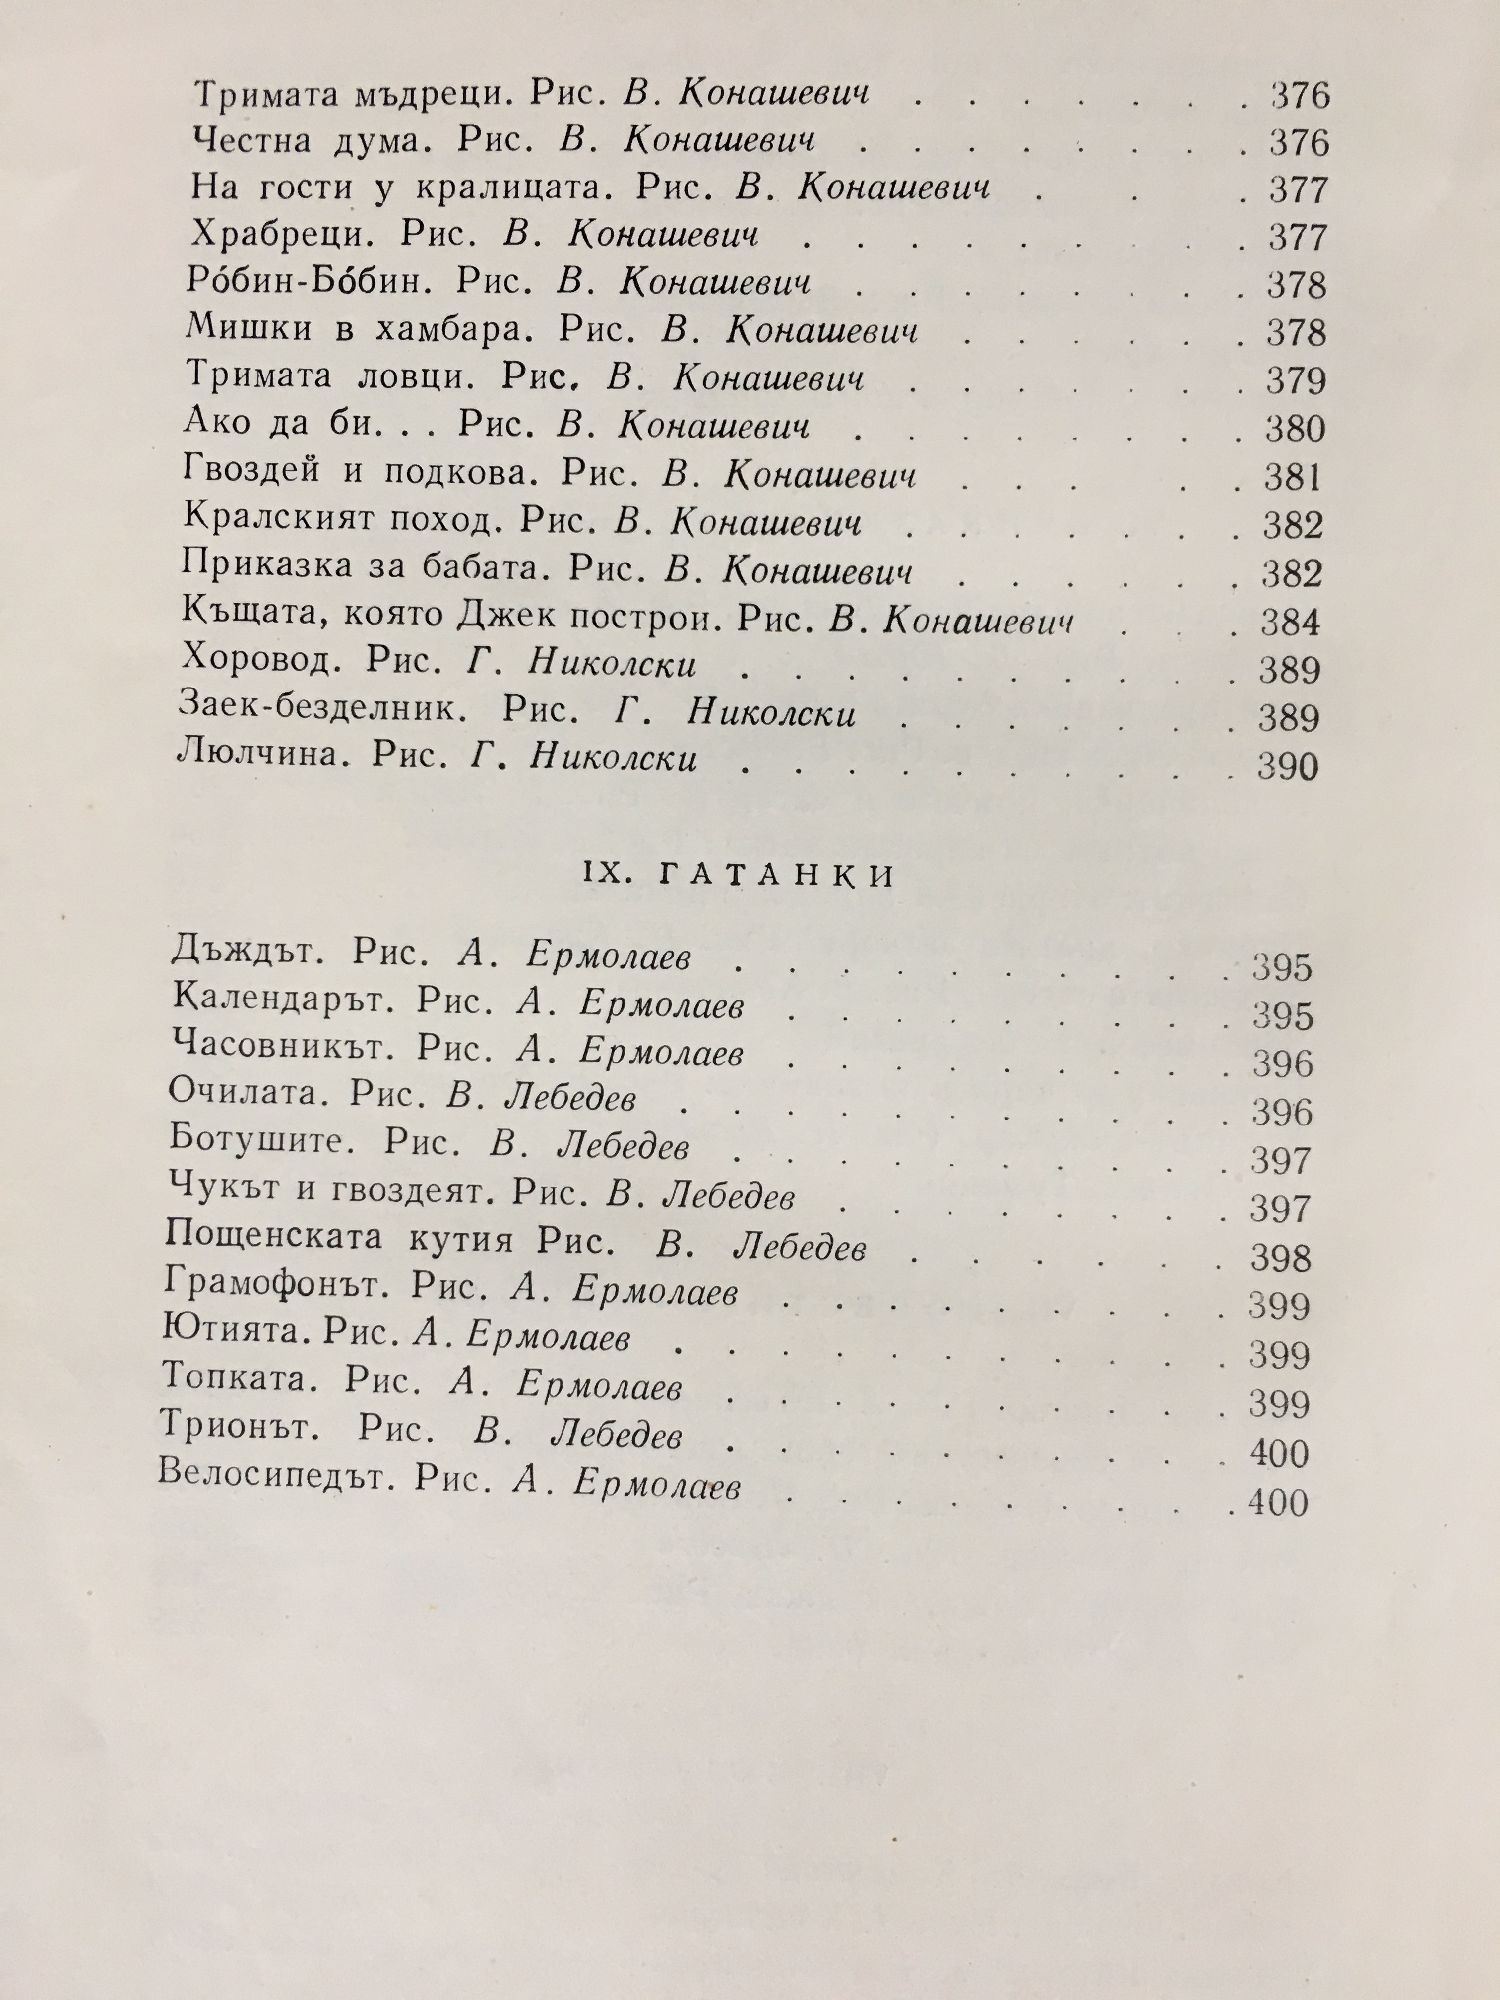 Тримата мъдреци. Рис. В. Конашевич . . . . . . . 376
Честна дума. Рис. В. Конашевич . . . . . . . . 376
На гости у кралицата. Рис. В. Конашевич . . . 377
Храбреци. Рис. В. Конашевич . . . . . . . . . 377
Ро́бин-Бо́бин. Рис. В. Конашевич . . . . . . . . 378
Мишки в хамбара. Рис. В. Конашевич . . . . . . 378
Тримата ловци. Рис. В. Конашевич . . . . . . . 379
Ако да би. . . Рис. В. Конашевич . . . . . . . . 380
Гвоздей и подкова. Рис. В. Конашевич . . . . . 381
Кралският поход. Рис. В. Конашевич . . . . . . . 382
Приказка за бабата. Рис. В. Конашевич . . . . . . 382
Къщата, която Джек построи. Рис. В. Конашевич . . . 384
Хоровод. Рис. Г. Николски . . . . . . . . . . 389
Заек-безделник. Рис. Г. Николски . . . . . . . 389
Люлчина. Рис. Г. Николски . . . . . . . . . . 390
IX. ГАТАНКИ
Дъждът. Рис. А. Ермолаев . . . . . . . . . . 395
Календарът. Рис. А. Ермолаев . . . . . . . . . 395
Часовникът. Рис. А. Ермолаев . . . . . . . . . 396
Очилата. Рис. В. Лебедев . . . . . . . . . . . 396
Ботушите. Рис. В. Лебедев . . . . . . . . . . 397
Чукът и гвоздеят. Рис. В. Лебедев . . . . . . . . 397
Пощенската кутия Рис. В. Лебедев . . . . . . . 398
Грамофонът. Рис. А. Ермолаев . . . . . . . . . 399
Ютията. Рис. А. Ермолаев . . . . . . . . . . . 399
Топката. Рис. А. Ермолаев . . . . . . . . . . 399
Трионът. Рис. В. Лебедев . . . . . . . . . . 400
Велосипедът. Рис. А. Ермолаев . . . . . . . . . 400